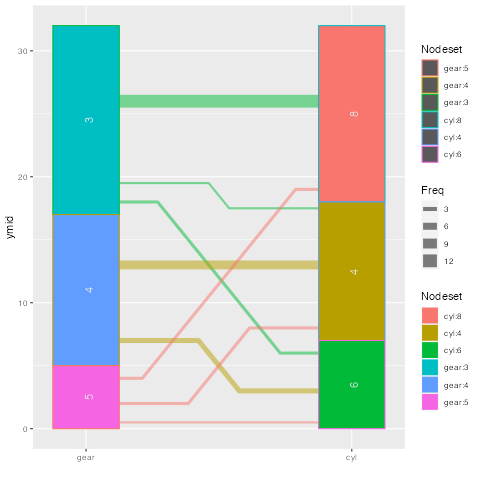 ymid
30
20
10
0
3
4
5
8
4
6
gear
cyl
Nodeset
gear:5
gear:4
gear:3
cyl:8
cyl:4
cyl:6
Freq
3
6
9
12
Nodeset
cyl:8
cyl:4
cyl:6
gear:3
gear:4
gear:5